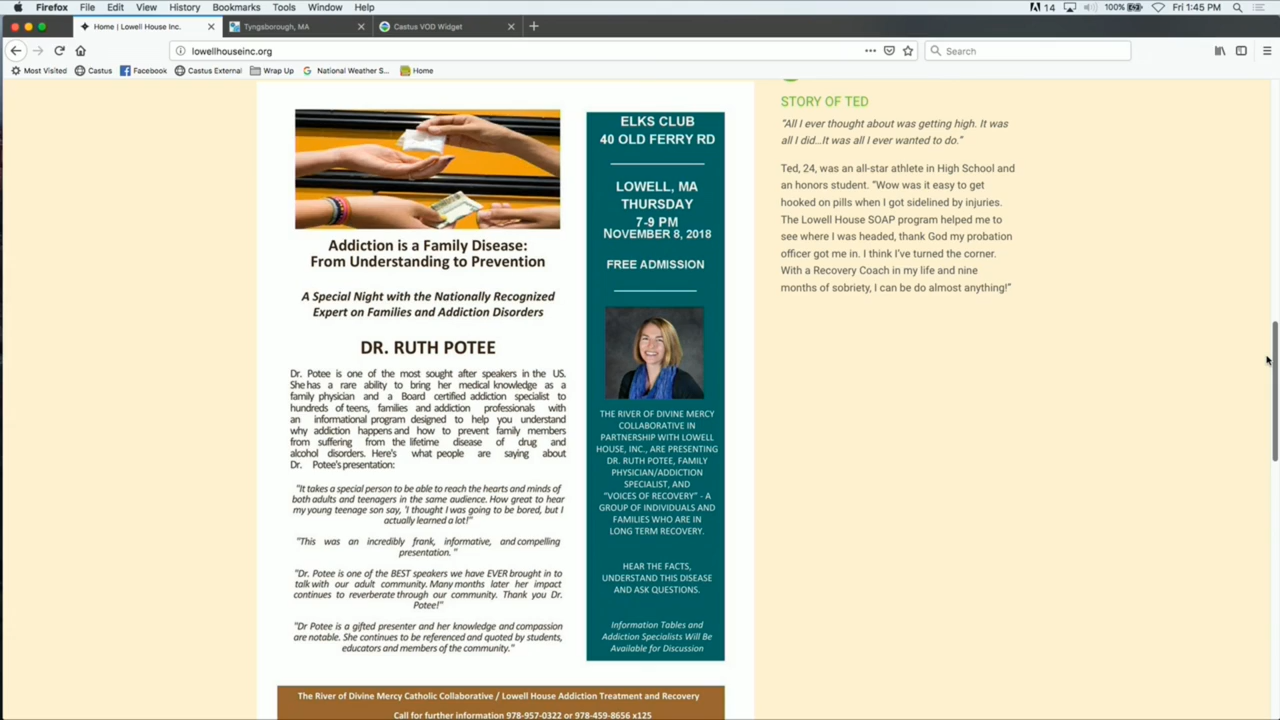 Firefox File Edit View History Bookmarks Tools Window Help
14 100% Fri 1:45 PM
Home | Lowell House Inc. Tyngsborough, MA Castus VOD Widget
lowellhouseinc.org Search
Most Visited Castus Facebook Castus External Wrap Up National Weather S... Home
Addiction is a Family Disease:
From Understanding to Prevention
A Special Night with the Nationally Recognized
Expert on Families and Addiction Disorders
DR. RUTH POTEE
Dr. Potee is one of the most sought after speakers in the US.
She has a rare ability to bring her medical knowledge as a
family physician and a Board certified addiction specialist to
hundreds of teens, families and addiction professionals with
an informational program designed to help you understand
why addiction happens and how to prevent family members
from suffering from the lifetime disease of drug and
alcohol disorders. Here's what people are saying about
Dr. Potee's presentation:
"It takes a special person to be able to reach the hearts and minds of
both adults and teenagers in the same audience. How great to hear
my young teenage son say, 'I thought I was going to be bored, but I
actually learned a lot!"
"This was an incredibly frank, informative, and compelling
presentation. "
"Dr. Potee is one of the BEST speakers we have EVER brought in to
talk with our adult community. Many months later her impact
continues to reverberate through our community. Thank you Dr.
Potee!"
"Dr Potee is a gifted presenter and her knowledge and compassion
are notable. She continues to be referenced and quoted by students,
educators and members of the community."
ELKS CLUB
40 OLD FERRY RD
LOWELL, MA
THURSDAY
7-9 PM
NOVEMBER 8, 2018
FREE ADMISSION
THE RIVER OF DIVINE MERCY
COLLABORATIVE IN
PARTNERSHIP WITH LOWELL
HOUSE, INC., ARE PRESENTING
DR. RUTH POTEE, FAMILY
PHYSICIAN/ADDICTION
SPECIALIST, AND
"VOICES OF RECOVERY" - A
GROUP OF INDIVIDUALS AND
FAMILIES WHO ARE IN
LONG TERM RECOVERY.
HEAR THE FACTS,
UNDERSTAND THIS DISEASE
AND ASK QUESTIONS.
Information Tables and
Addiction Specialists Will Be
Available for Discussion
The River of Divine Mercy Catholic Collaborative / Lowell House Addiction Treatment and Recovery
Call for further information 978-957-0322 or 978-459-8656 x125
STORY OF TED
"All I ever thought about was getting high. It was
all I did…It was all I ever wanted to do."
Ted, 24, was an all-star athlete in High School and
an honors student. "Wow was it easy to get
hooked on pills when I got sidelined by injuries.
The Lowell House SOAP program helped me to
see where I was headed, thank God my probation
officer got me in. I think I've turned the corner.
With a Recovery Coach in my life and nine
months of sobriety, I can be do almost anything!"